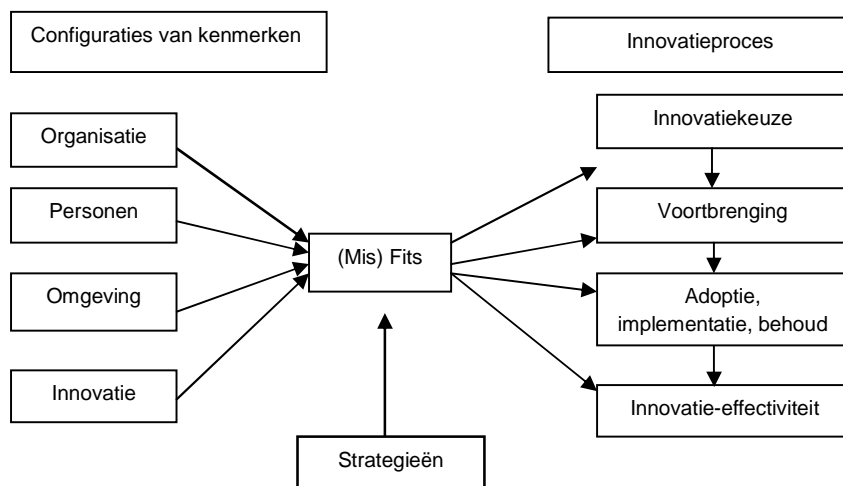 Configuraties van kenmerken
Innovatieproces
Organisatie
Personen
Omgeving
Innovatie
(Mis) Fits
Strategieën
Innovatiekeuze
Voortbrenging
Adoptie,
implementatie, behoud
Innovatie-effectiviteit